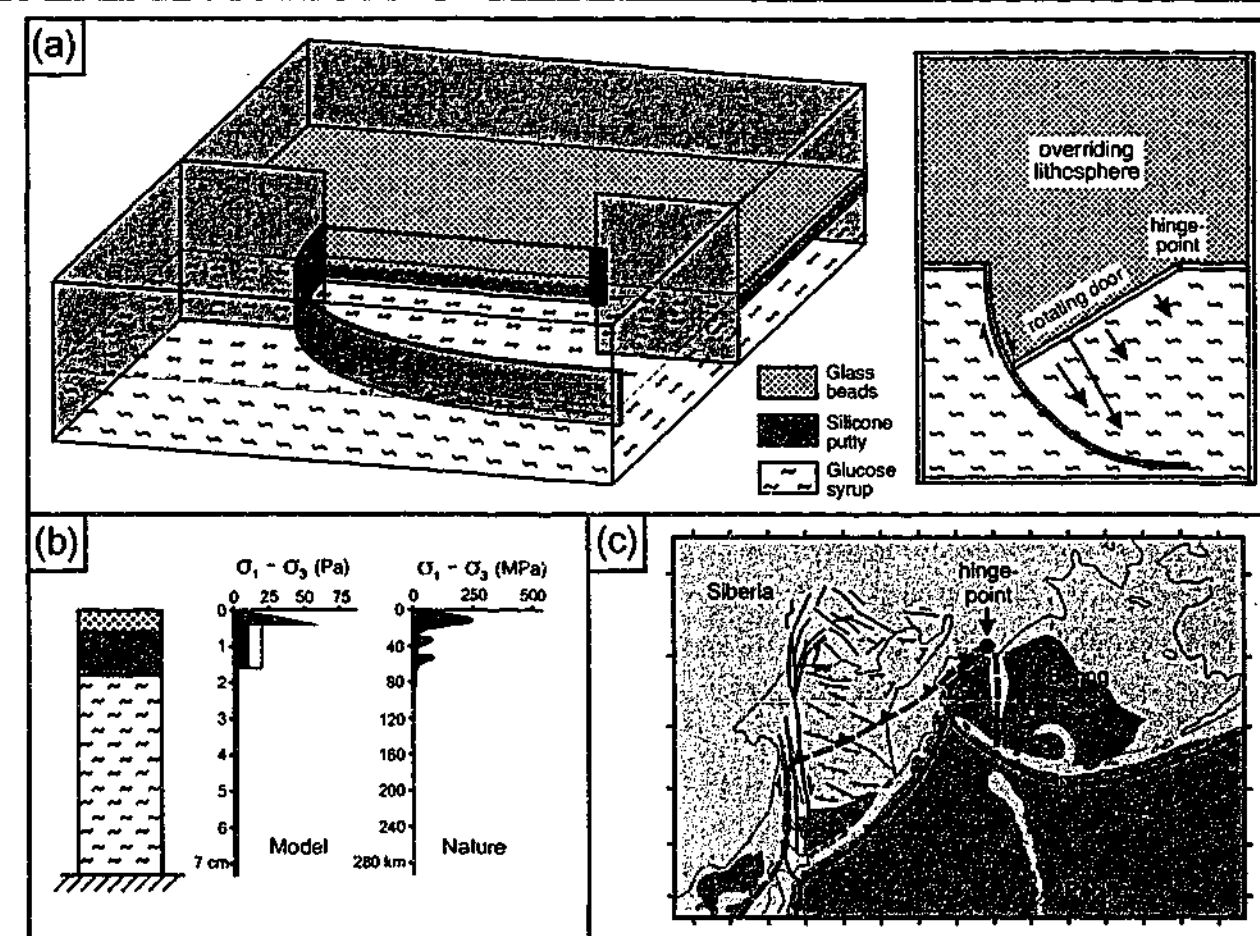 (a)
overriding
lithosphere
hinge-
point
rotating door
Glass
beads
Silicone
putty
Glucose
syrup
(b)
σ₁ - σ₃ (Pa)
0 25 50 75
0
1
2
3
4
5
6
7 cm
Model
σ₁ - σ₃ (MPa)
0 250 500
0
40
80
120
160
200
240
280 km
Nature
(c)
Siberia
hinge-
point